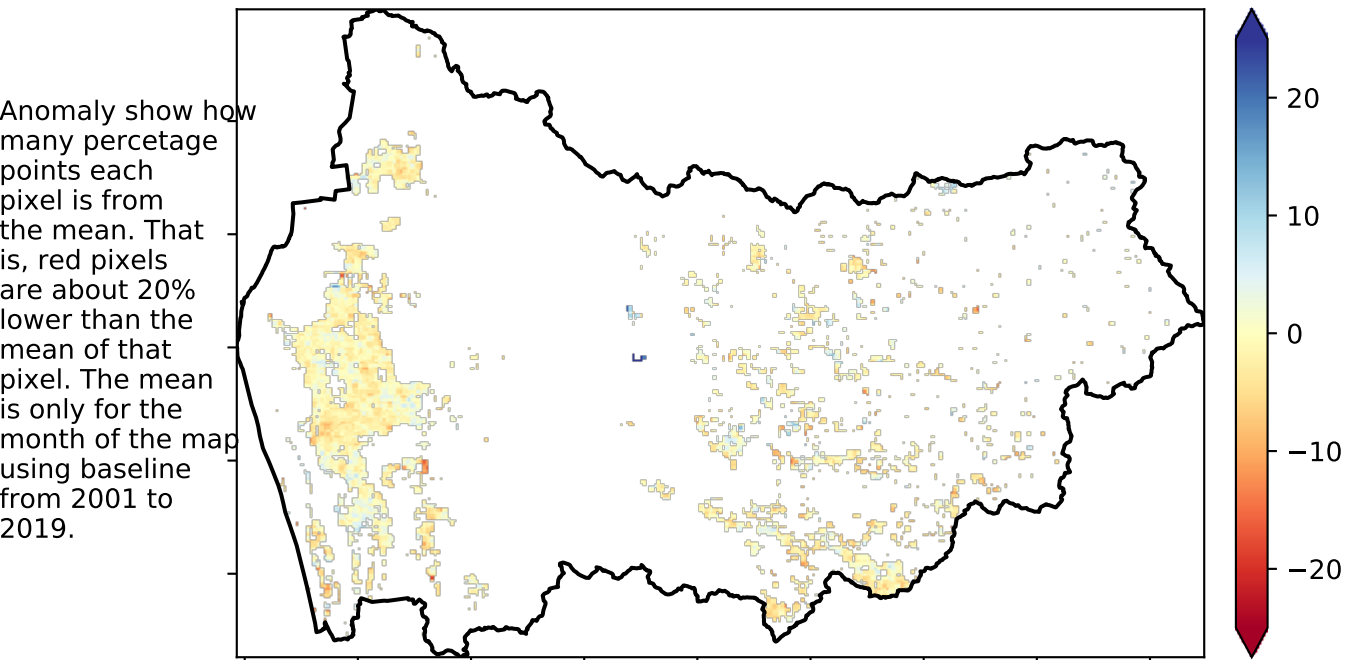 Anomaly show how
many percetage
points each
pixel is from
the mean. That
is, red pixels
are about 20%
lower than the
mean of that
pixel. The mean
is only for the
month of the map
using baseline
from 2001 to
2019.
20
10
0
−10
−20